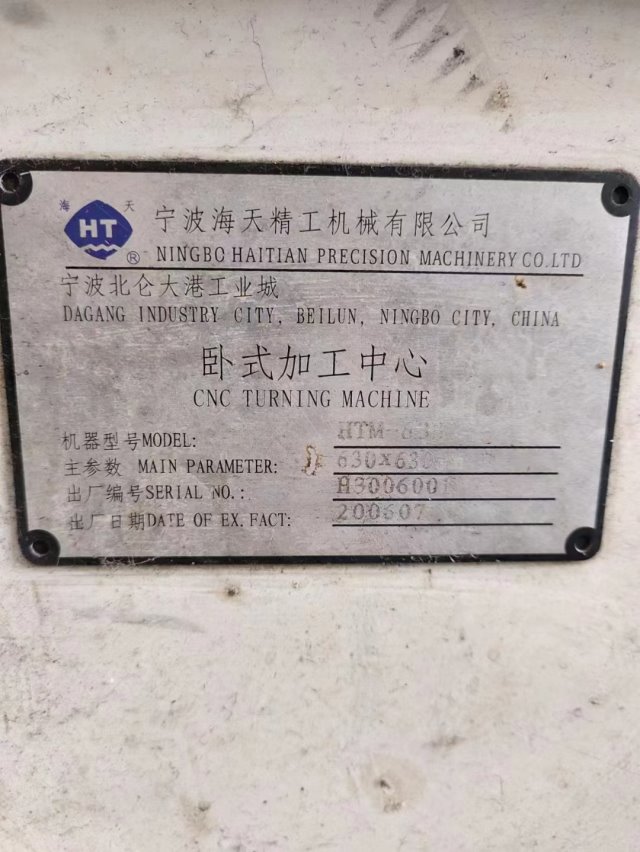 海 天
HT
®
宁波海天精工机械有限公司
NINGBO HAITIAN PRECISION MACHINERY CO.LTD
宁波北仑大港工业城
DAGANG INDUSTRY CITY, BEILUN, NINGBO CITY, CHINA
卧式加工中心
CNC TURNING MACHINE
机器型号MODEL:
主参数 MAIN PARAMETER: 630x630
出厂编号SERIAL NO.:
出厂日期DATE OF EX.FACT: 200607